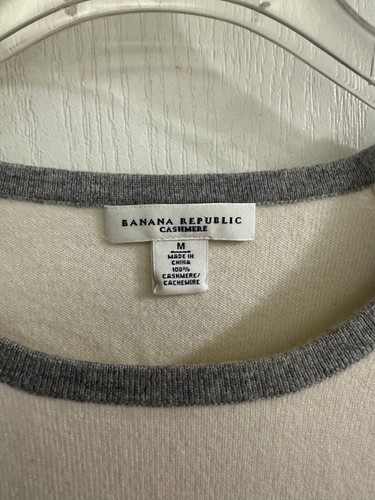 BANANA REPUBLIC
CASHMERE
M
MADE IN
CHINA
100%
CASHMERE/
CACHEMIRE